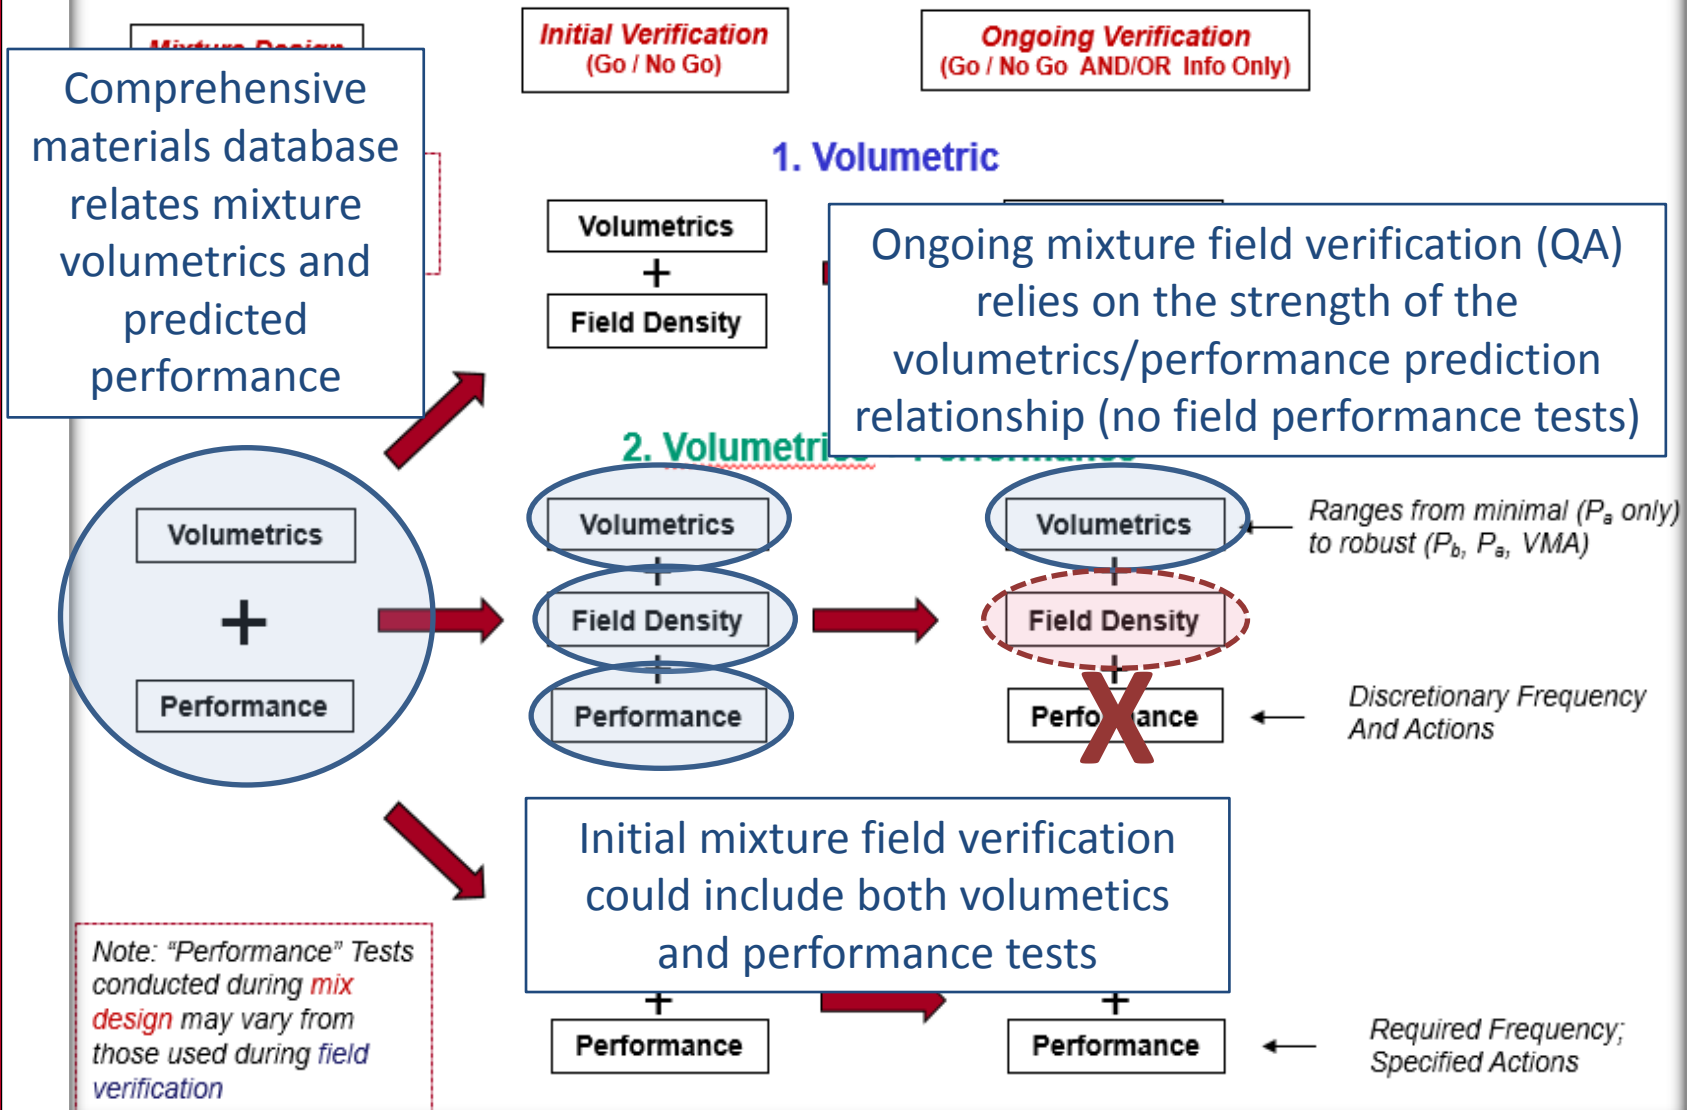 Mixture Design
Initial Verification
(Go / No Go)
Ongoing Verification
(Go / No Go AND/OR Info Only)
Comprehensive
materials database
relates mixture
volumetrics and
predicted
performance
1. Volumetric
Volumetrics
+
Field Density
Ongoing mixture field verification (QA)
relies on the strength of the
volumetrics/performance prediction
relationship (no field performance tests)
2. Volumetrics
Volumetrics
+
Performance
Volumetrics
+
Field Density
+
Performance
Volumetrics
+
Field Density
+
Performance
X
Ranges from minimal (Pa only)
to robust (Pb, Pa, VMA)
Discretionary Frequency
And Actions
Initial mixture field verification
could include both volumetics
and performance tests
+
Performance
+
Performance
Required Frequency;
Specified Actions
Note: “Performance” Tests
conducted during mix
design may vary from
those used during field
verification